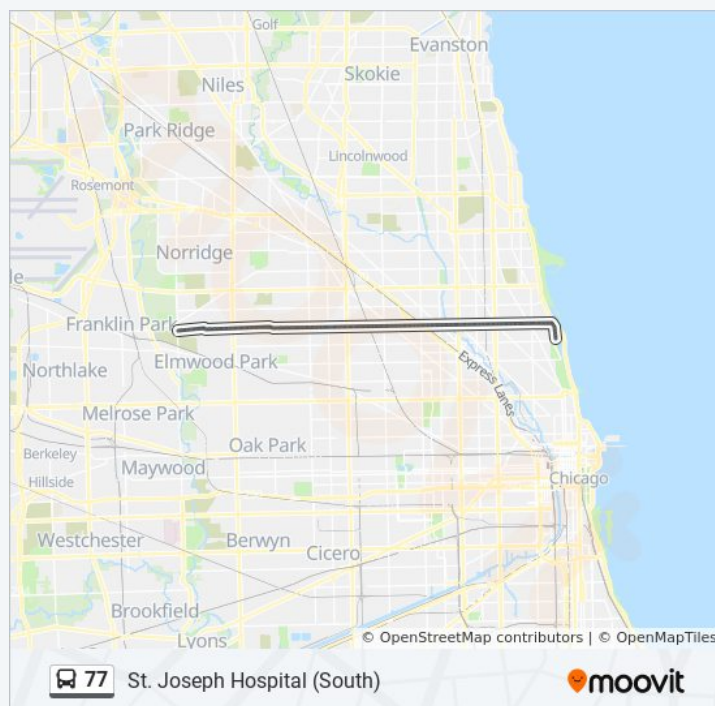 Golf
Evanston
Skokie
Niles
Park Ridge
Lincolnwood
Rosemont
Norridge
le
Franklin Park
Elmwood Park
Northlake
Express Lanes
Melrose Park
Oak Park
Berkeley
Maywood
Hillside
Chicago
Westchester
Berwyn
Cicero
Brookfield
Lyons
© OpenStreetMap contributors | © OpenMapTiles
77 St. Joseph Hospital (South)
moovit